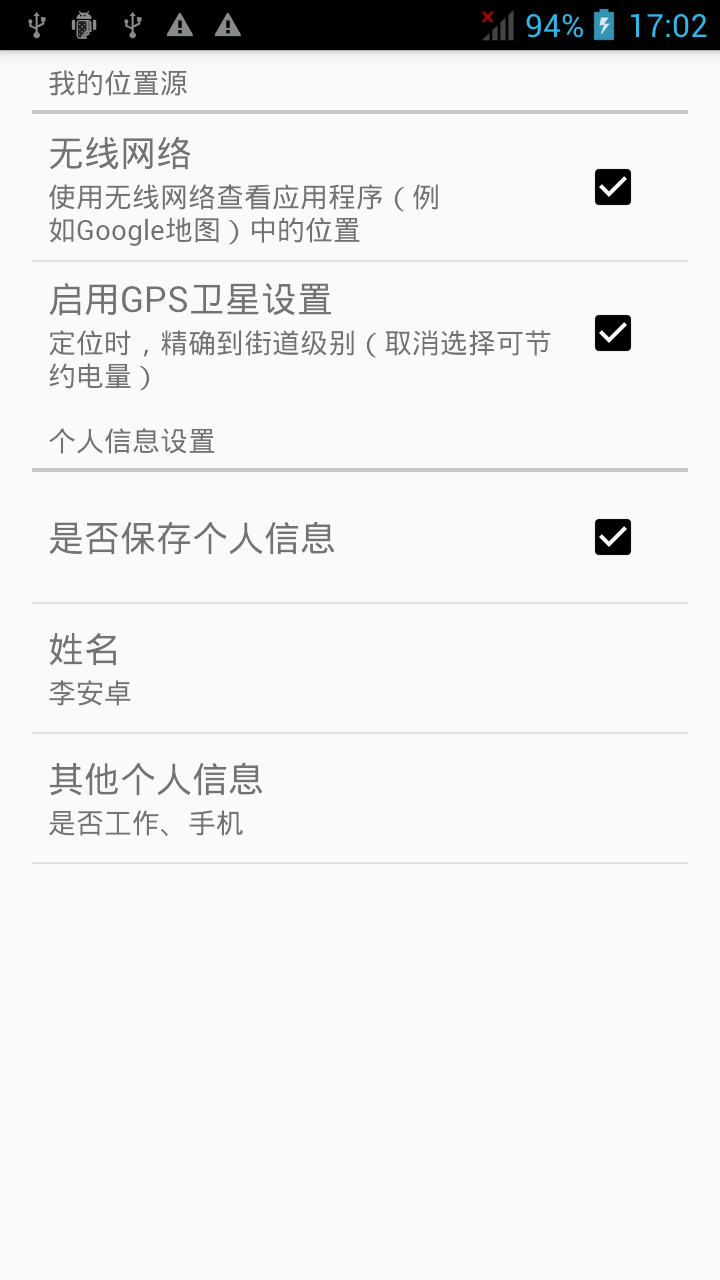 94% 17:02
我的位置源
无线网络
使用无线网络查看应用程序（例
如Google地图）中的位置
启用GPS卫星设置
定位时，精确到街道级别（取消选择可节
约电量）
个人信息设置
是否保存个人信息
姓名
李安卓
其他个人信息
是否工作、手机